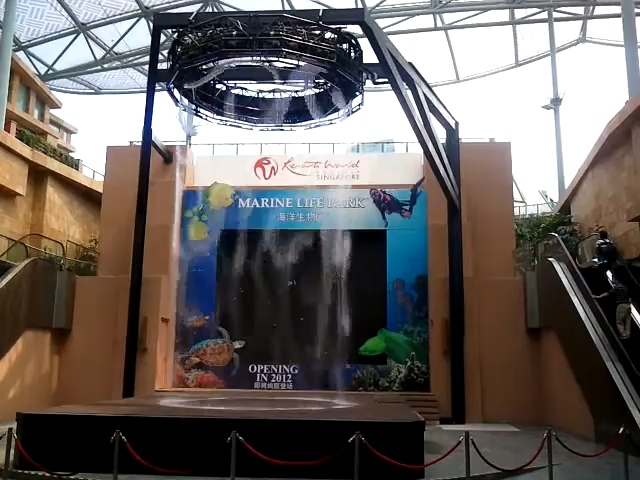 Resorts World
SINGAPORE
MARINE LIFE PARK
海洋生物园
OPENING
IN 2012